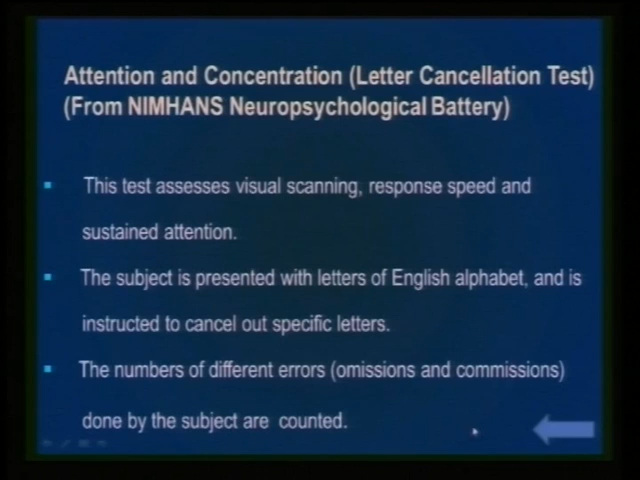 Attention and Concentration (Letter Cancellation Test)
(From NIMHANS Neuropsychological Battery)
This test assesses visual scanning, response speed and
sustained attention.
The subject is presented with letters of English alphabet, and is
instructed to cancel out specific letters.
The numbers of different errors (omissions and commissions)
done by the subject are counted.